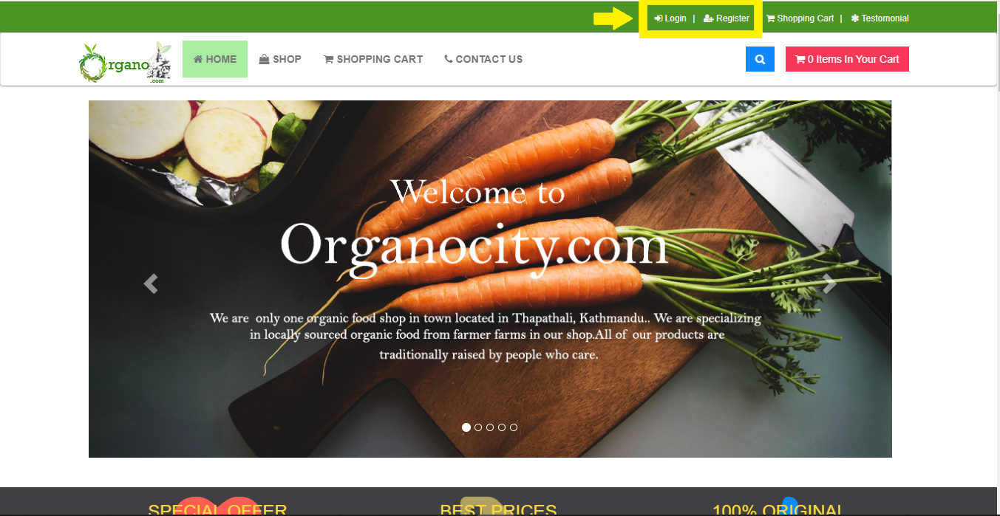 Login | Register Shopping Cart | Testomonial
rgano
.com
HOME SHOP SHOPPING CART CONTACT US
0 Items In Your Cart
Welcome to
Organocity.com
We are only one organic food shop in town located in Thapathali, Kathmandu.. We are specializing
in locally sourced organic food from farmer farms in our shop.All of our products are
traditionally raised by people who care.
SPECIAL OFFER BEST PRICES 100% ORIGINAL